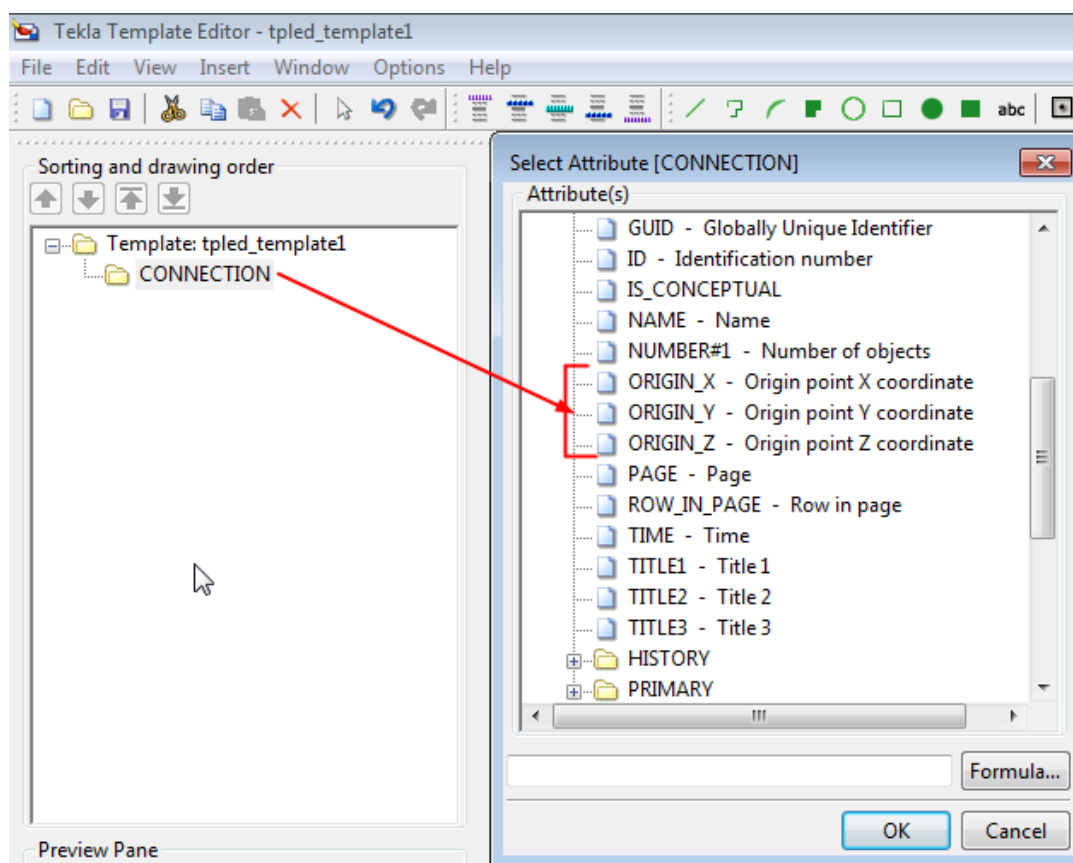 Tekla Template Editor - tpled_template1
File Edit View Insert Window Options Help
abc
Sorting and drawing order
Template: tpled_template1
CONNECTION
Preview Pane
Select Attribute [CONNECTION]
Attribute(s)
GUID - Globally Unique Identifier
ID - Identification number
IS_CONCEPTUAL
NAME - Name
NUMBER#1 - Number of objects
ORIGIN_X - Origin point X coordinate
ORIGIN_Y - Origin point Y coordinate
ORIGIN_Z - Origin point Z coordinate
PAGE - Page
ROW_IN_PAGE - Row in page
TIME - Time
TITLE1 - Title 1
TITLE2 - Title 2
TITLE3 - Title 3
HISTORY
PRIMARY
Formula...
OK Cancel